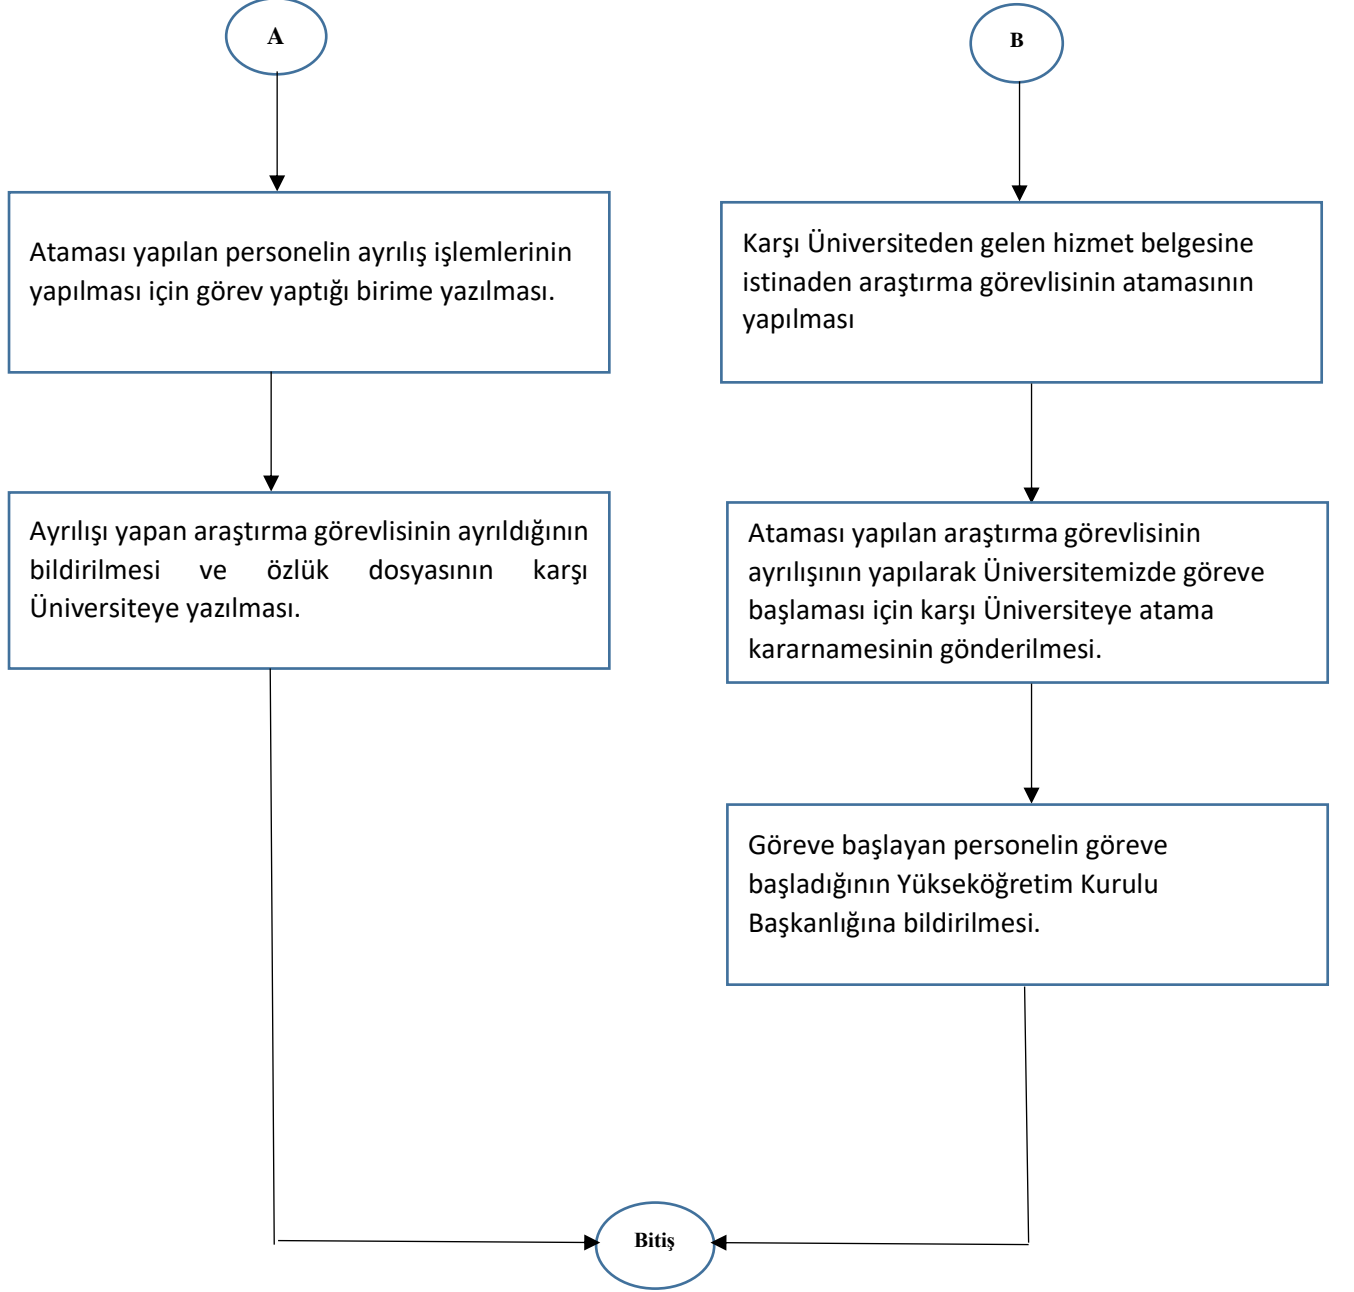 A
Ataması yapılan personelin ayrılış işlemlerinin
yapılması için görev yaptığı birime yazılması.
Ayrılışı yapan araştırma görevlisinin ayrıldığının
bildirilmesi ve özlük dosyasının karşı
Üniversiteye yazılması.
B
Karşı Üniversiteden gelen hizmet belgesine
istinaden araştırma görevlisinin atamasının
yapılması
Ataması yapılan araştırma görevlisinin
ayrılışının yapılarak Üniversitemizde göreve
başlaması için karşı Üniversiteye atama
kararnamesinin gönderilmesi.
Göreve başlayan personelin göreve
başladığının Yükseköğretim Kurulu
Başkanlığına bildirilmesi.
Bitiş